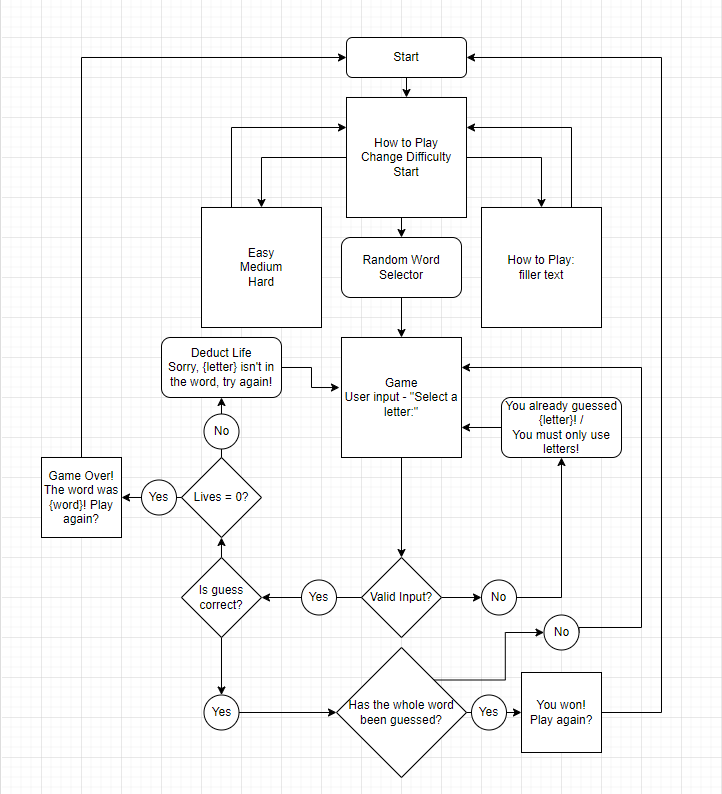 Start
How to Play
Change Difficulty
Start
Easy
Medium
Hard
Random Word
Selector
How to Play:
filler text
Deduct Life
Sorry, {letter} isn't in
the word, try again!
Game
User input - "Select a
letter:"
You already guessed
{letter}! /
You must only use
letters!
No
Game Over!
The word was
{word}! Play
again?
Yes
Lives = 0?
Is guess
correct?
Yes
Valid Input?
No
No
Yes
Has the whole word
been guessed?
Yes
You won!
Play again?